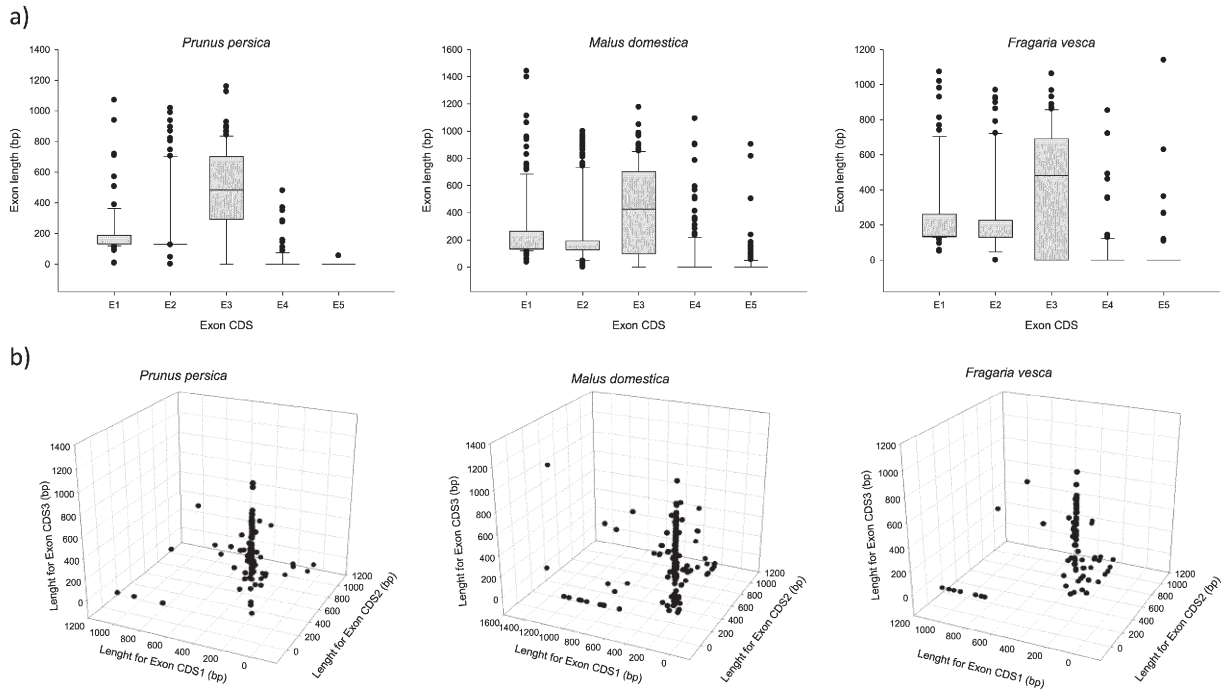 a)
Prunus persica
Malus domestica
Fragaria vesca
Exon length (bp)
1400
1200
1000
800
600
400
200
0
E1 E2 E3 E4 E5
Exon CDS
Exon length (bp)
1600
1400
1200
1000
800
600
400
200
0
E1 E2 E3 E4 E5
Exon CDS
Exon length (bp)
1200
1000
800
600
400
200
0
E1 E2 E3 E4 E5
Exon CDS
b)
Prunus persica
Malus domestica
Fragaria vesca
Lenght for Exon CDS3 (bp)
1400
1200
1000
800
600
400
200
0
1200 1000 800 600 400 200 0
Lenght for Exon CDS1 (bp)
0 200 400 600 800 1000 1200
Lenght for Exon CDS2 (bp)
Lenght for Exon CDS3 (bp)
1400
1200
1000
800
600
400
200
0
1600 1400 1200 1000 800 600 400 200 0
Lenght for Exon CDS1 (bp)
0 200 400 600 800 1000 1200
Lenght for Exon CDS2 (bp)
Lenght for Exon CDS3 (bp)
1200
1000
800
600
400
200
0
1200 1000 800 600 400 200 0
Lenght for Exon CDS1 (bp)
0 200 400 600 800 1000 1200
Lenght for Exon CDS2 (bp)